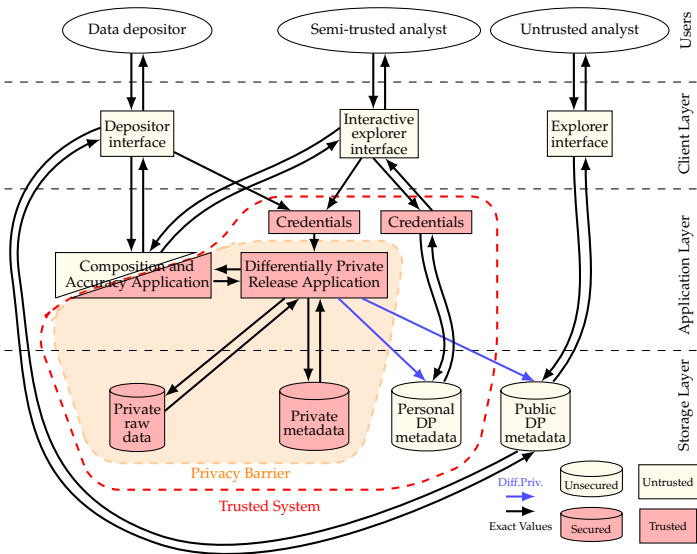 Data depositor
Semi-trusted analyst
Untrusted analyst
Users
Depositor
interface
Interactive
explorer
interface
Explorer
interface
Client Layer
Credentials
Credentials
Composition and
Accuracy Application
Differentially Private
Release Application
Application Layer
Private
raw
data
Private
metadata
Personal
DP
metadata
Public
DP
metadata
Storage Layer
Privacy Barrier
Trusted System
Diff.Priv.
Exact Values
Unsecured
Untrusted
Secured
Trusted